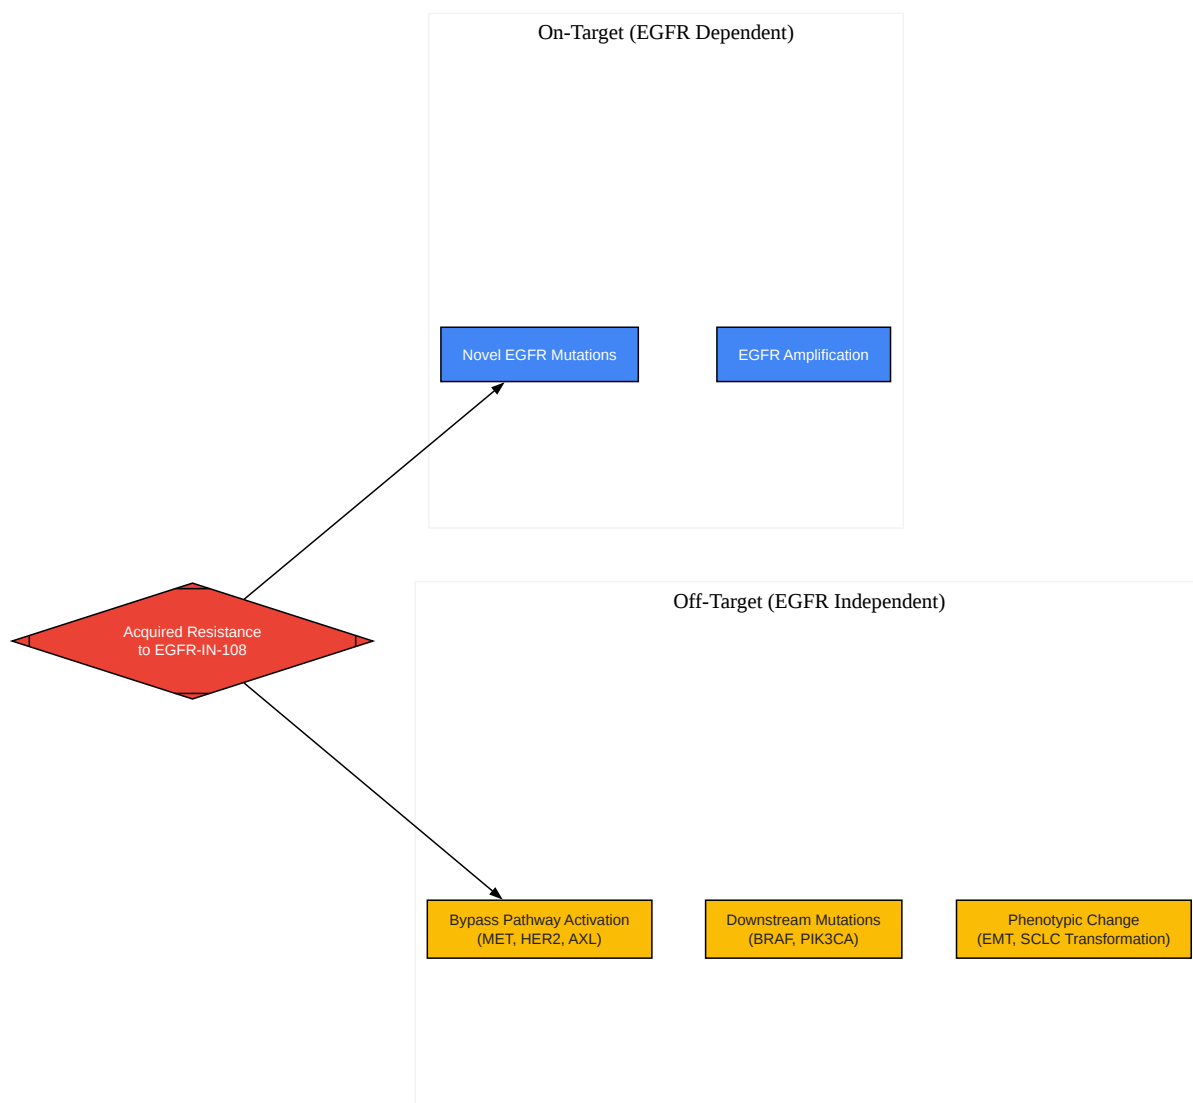 On-Target (EGFR Dependent)
Novel EGFR Mutations
EGFR Amplification
Acquired Resistance
to EGFR-IN-108
Off-Target (EGFR Independent)
Bypass Pathway Activation
(MET, HER2, AXL)
Downstream Mutations
(BRAF, PIK3CA)
Phenotypic Change
(EMT, SCLC Transformation)